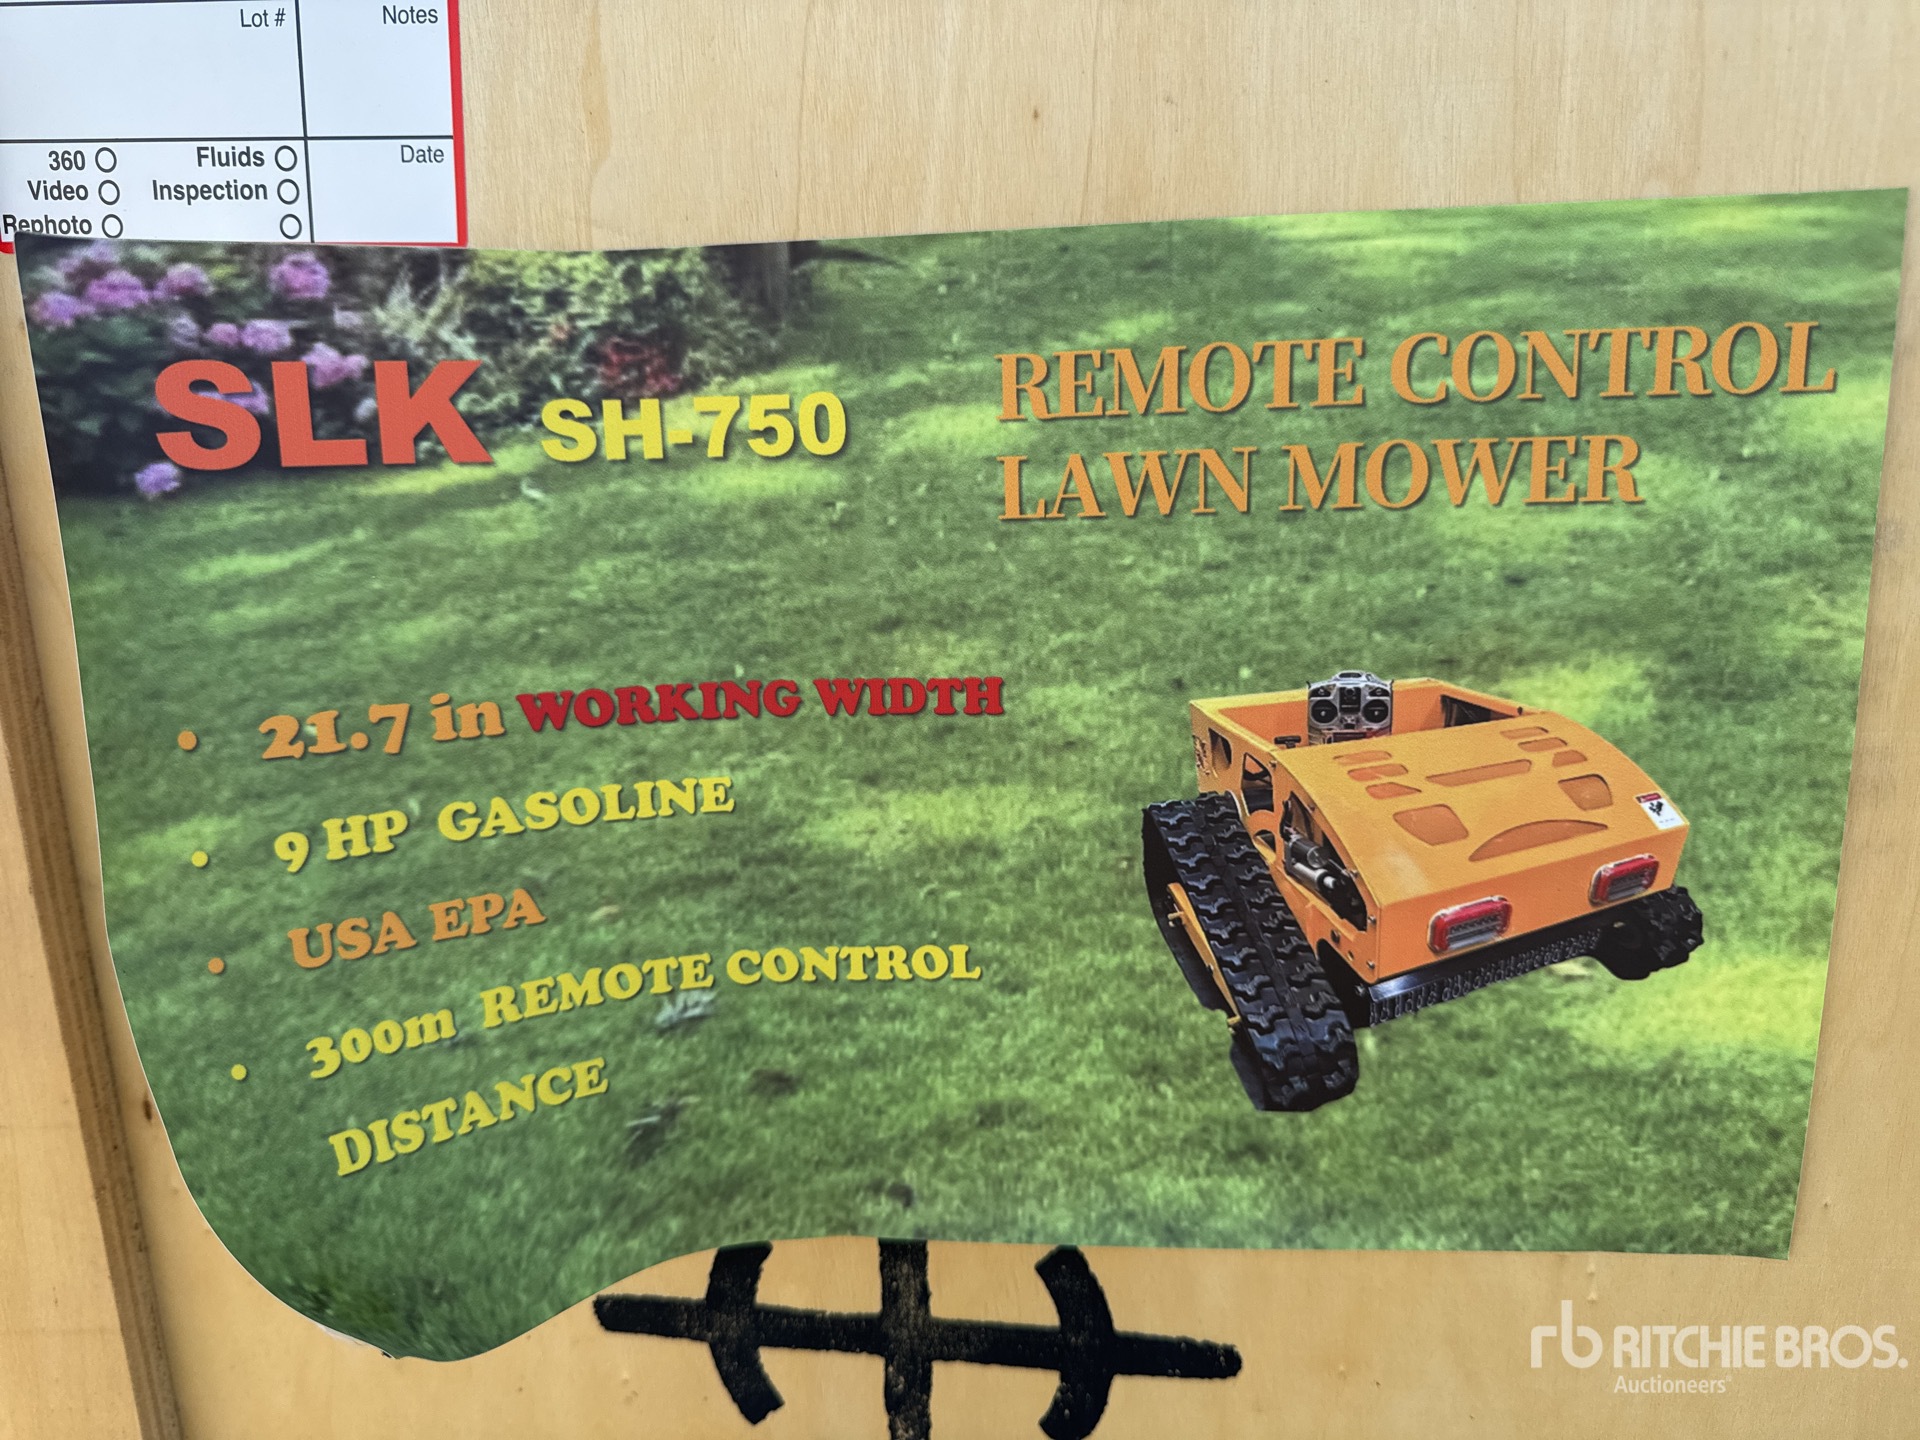 Lot #
Notes
360
Fluids
Date
Video
Inspection
Rephoto
SLK SH-750
REMOTE CONTROL
LAWN MOWER
• 21.7 in WORKING WIDTH
• 9 HP GASOLINE
• USA EPA
• 300m REMOTE CONTROL
DISTANCE
rb RITCHIE BROS.
Auctioneers